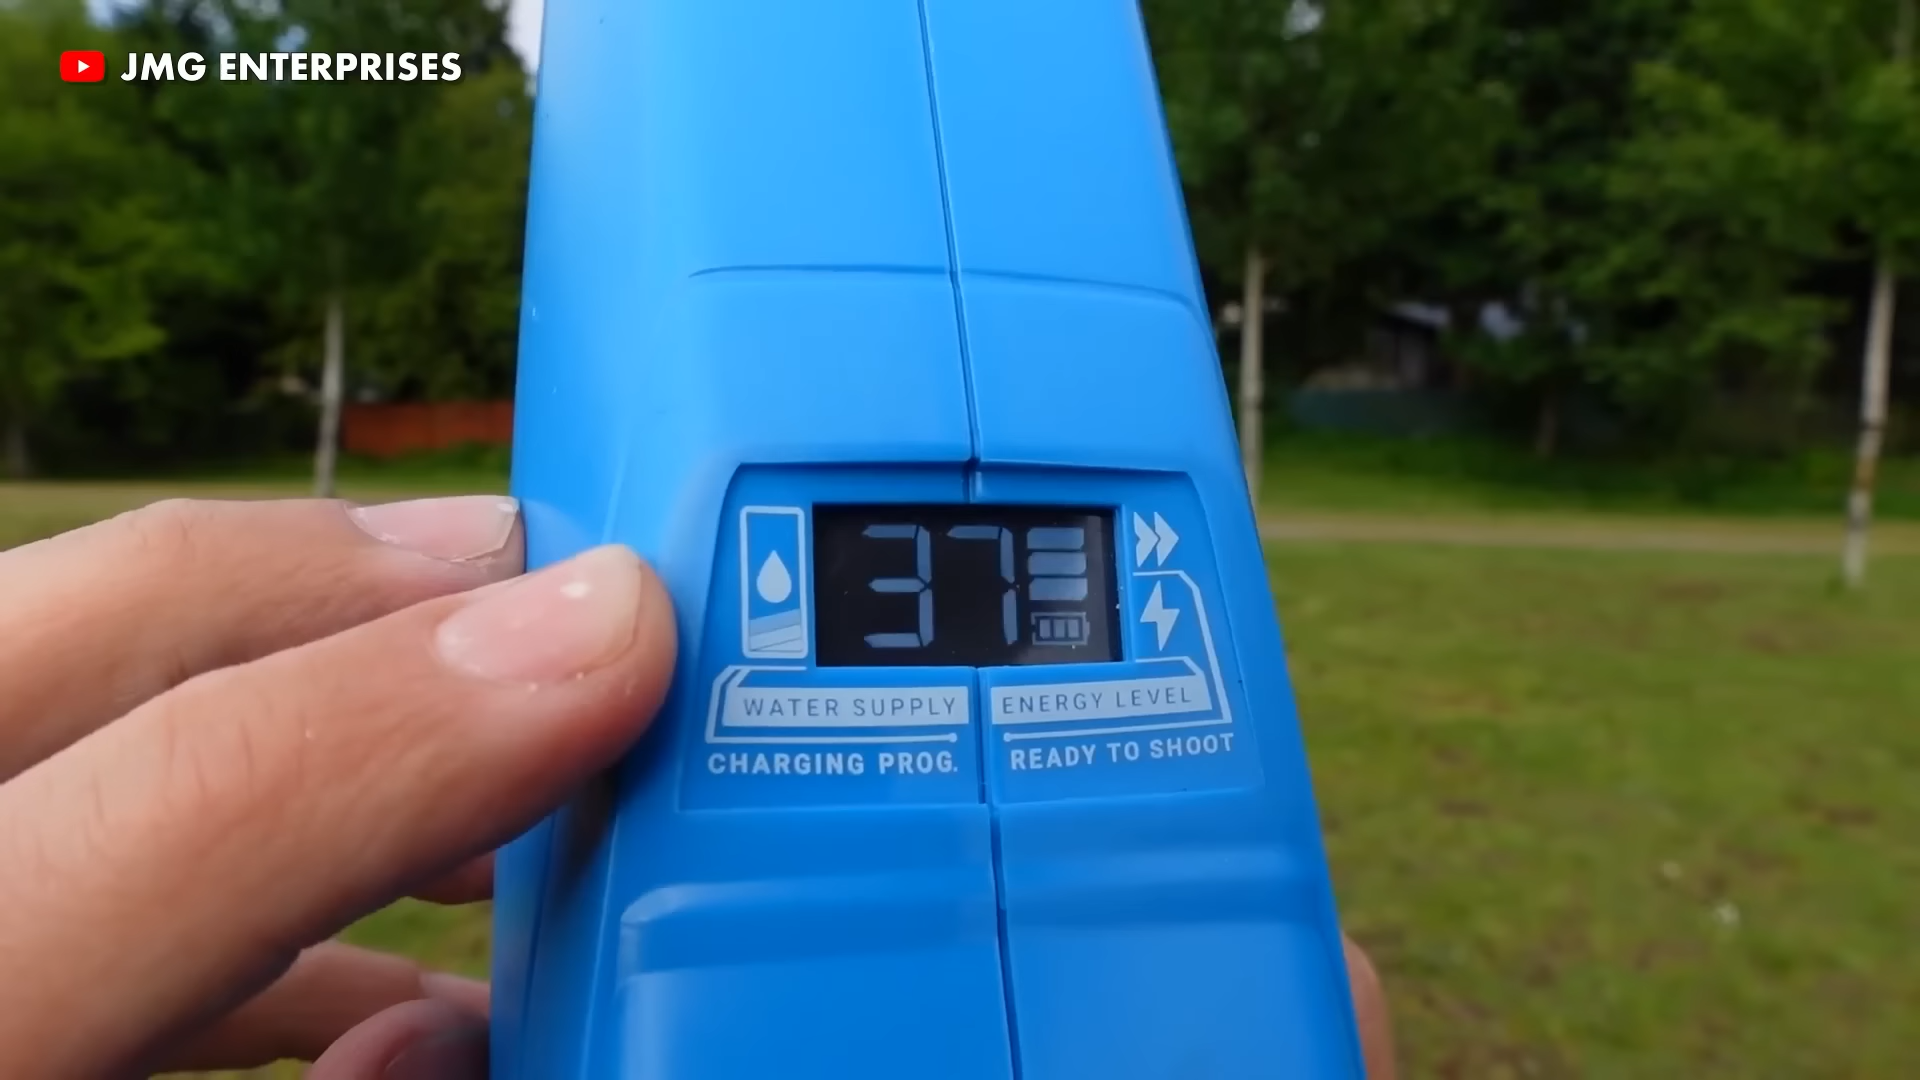 JMG ENTERPRISES
37
WATER SUPPLY
ENERGY LEVEL
CHARGING PROG.
READY TO SHOOT